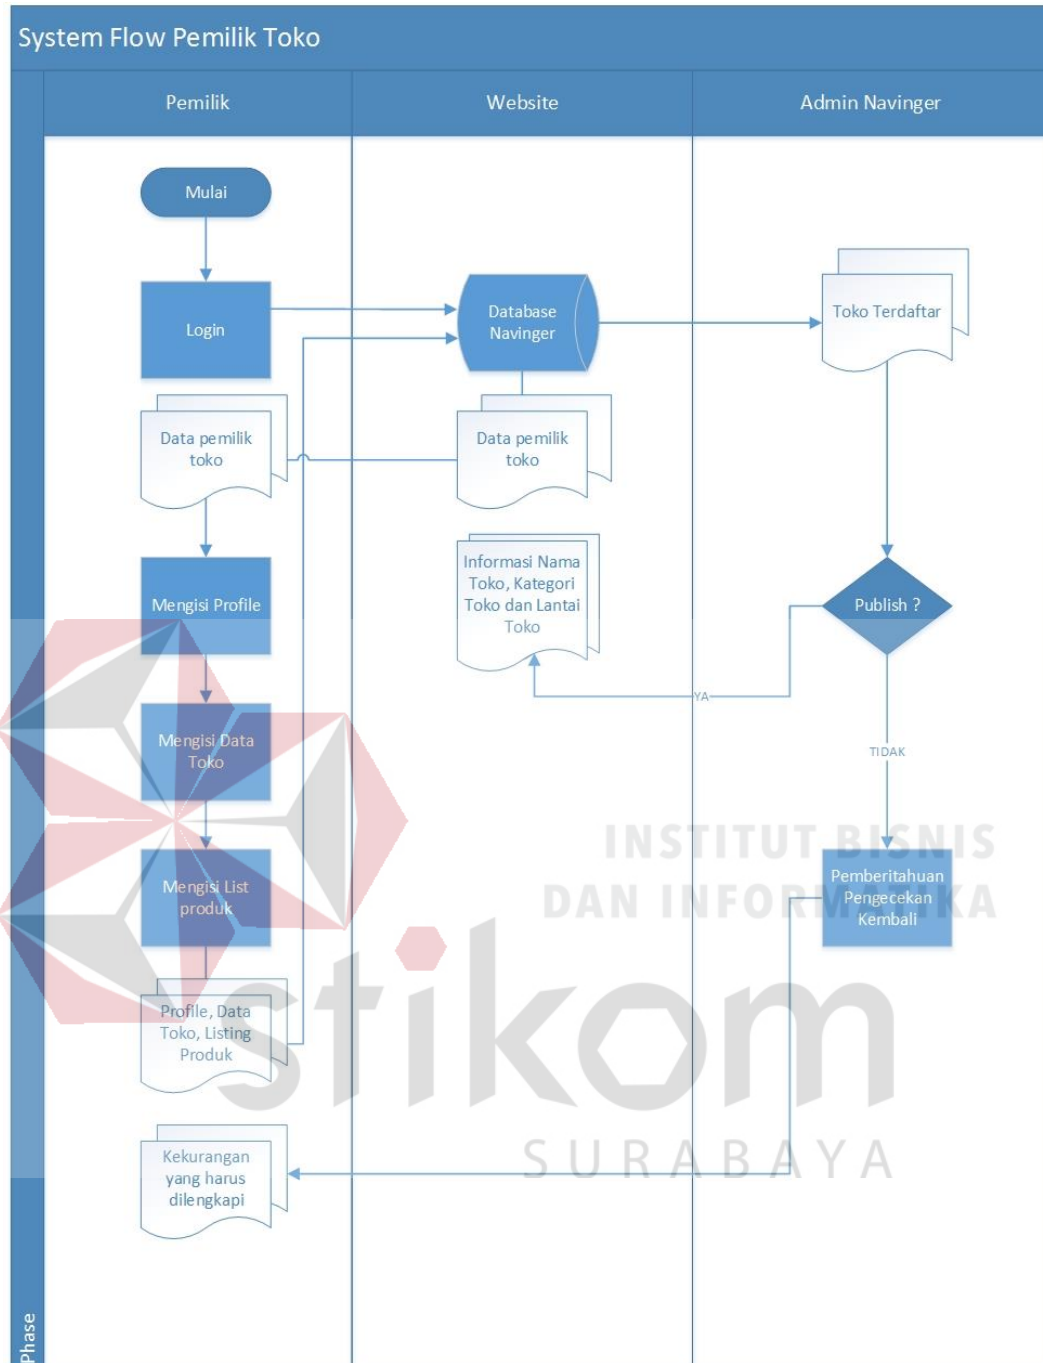 System Flow Pemilik Toko
Pemilik
Website
Admin Navinger
Mulai
Login
Database
Navinger
Toko Terdaftar
Data pemilik
toko
Data pemilik
toko
Mengisi Profile
Informasi Nama
Toko, Kategori
Toko dan Lantai
Toko
Publish ?
YA
TIDAK
Mengisi Data
Toko
Mengisi List
produk
Pemberitahuan
Pengecekan
Kembali
INSTITUT BISNIS
DAN INFORMATIKA
stikom
SURABAYA
Profile, Data
Toko, Listing
Produk
Kekurangan
yang harus
dilengkapi
Phase